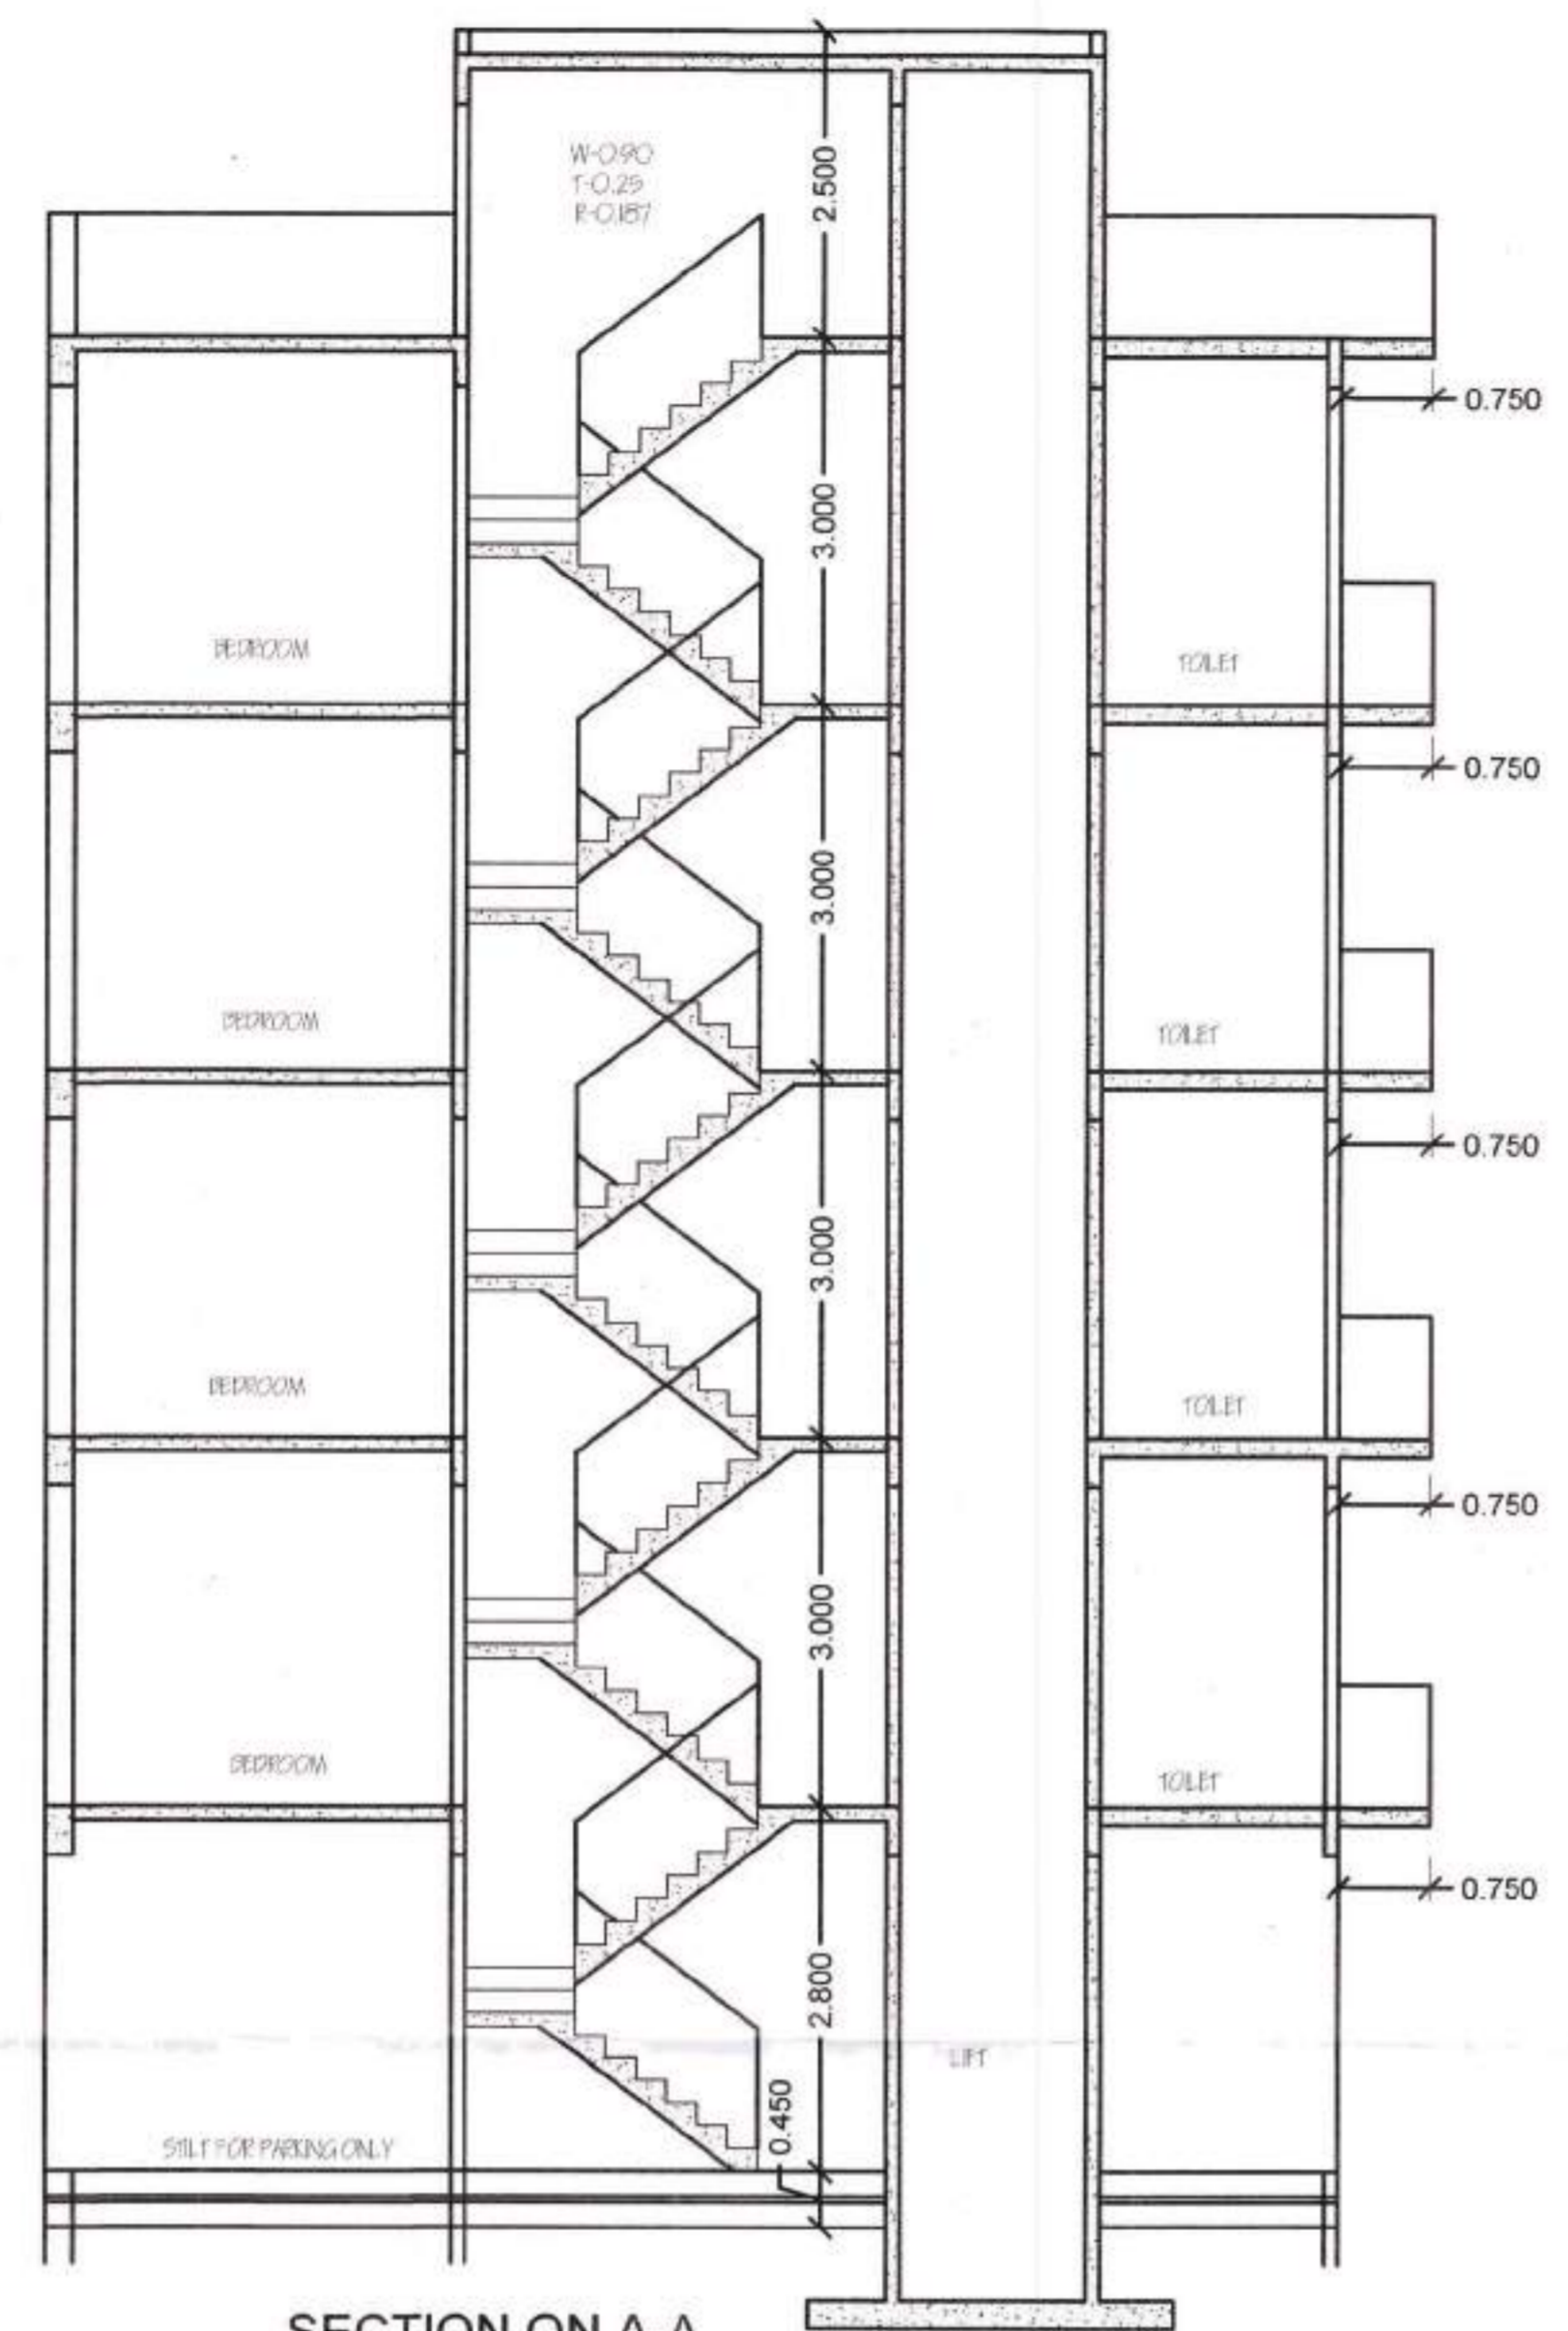 W-0.90
T-0.25
R-0.187
2.500
0.750
3.000
BEDROOM
TOILET
0.750
3.000
BEDROOM
TOILET
0.750
3.000
BEDROOM
TOILET
0.750
3.000
BEDROOM
TOILET
0.750
2.800
LIFT
0.450
STILT FOR PARKING ONLY
SECTION ON A-A